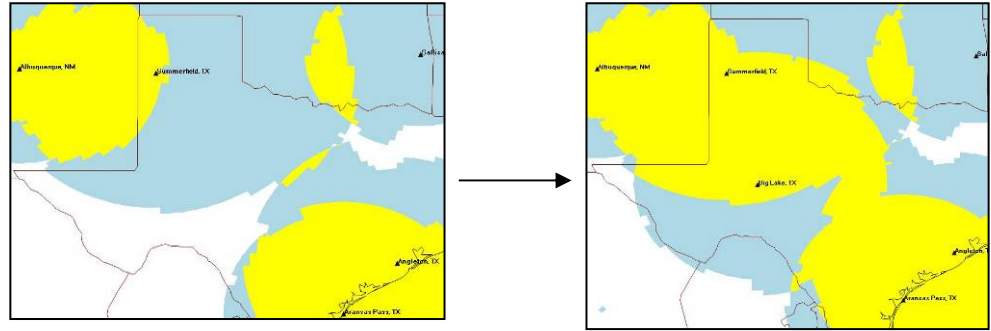 Albuquerque, NM
Summerfield, TX
Angleton, TX
Aransas Pass, TX
Albuquerque, NM
Summerfield, TX
Big Lake, TX
Aransas Pass, TX